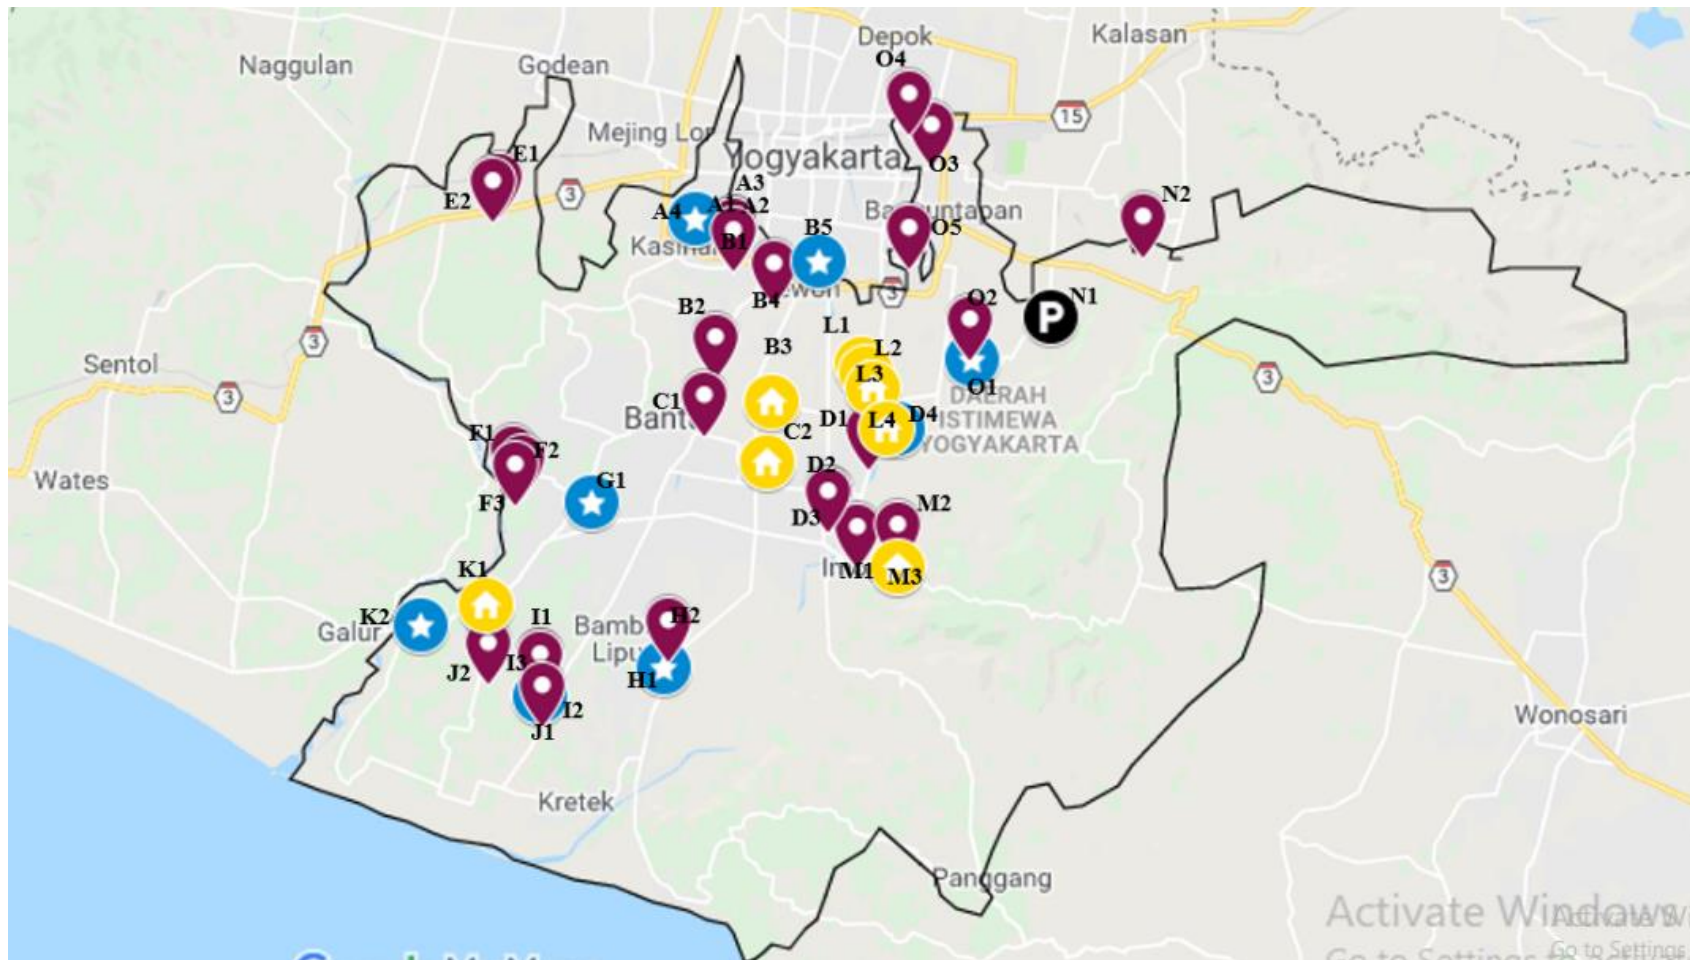 Depok
Kalasan
O4
Naggulan
Godean
15
Mejing Lor
Yogyakarta
O3
E1
E2
3
A3
N2
A4
A1
A2
O5
B5
B1
Kasihan
B4
3
O2
N1
B2
L1
B3
L2
3
Sentol
L3
O1
3
3
DAERAH
ISTIMEWA
YOGYAKARTA
C1
D1
L4
D4
C2
F1
F2
D2
Wates
G1
F3
D3
M2
K1
M1
M3
3
K2
I1
H2
Galur
I3
J2
H1
I2
J1
Wonosari
Kretek
Panggang
Activate Windows
Go to Settings